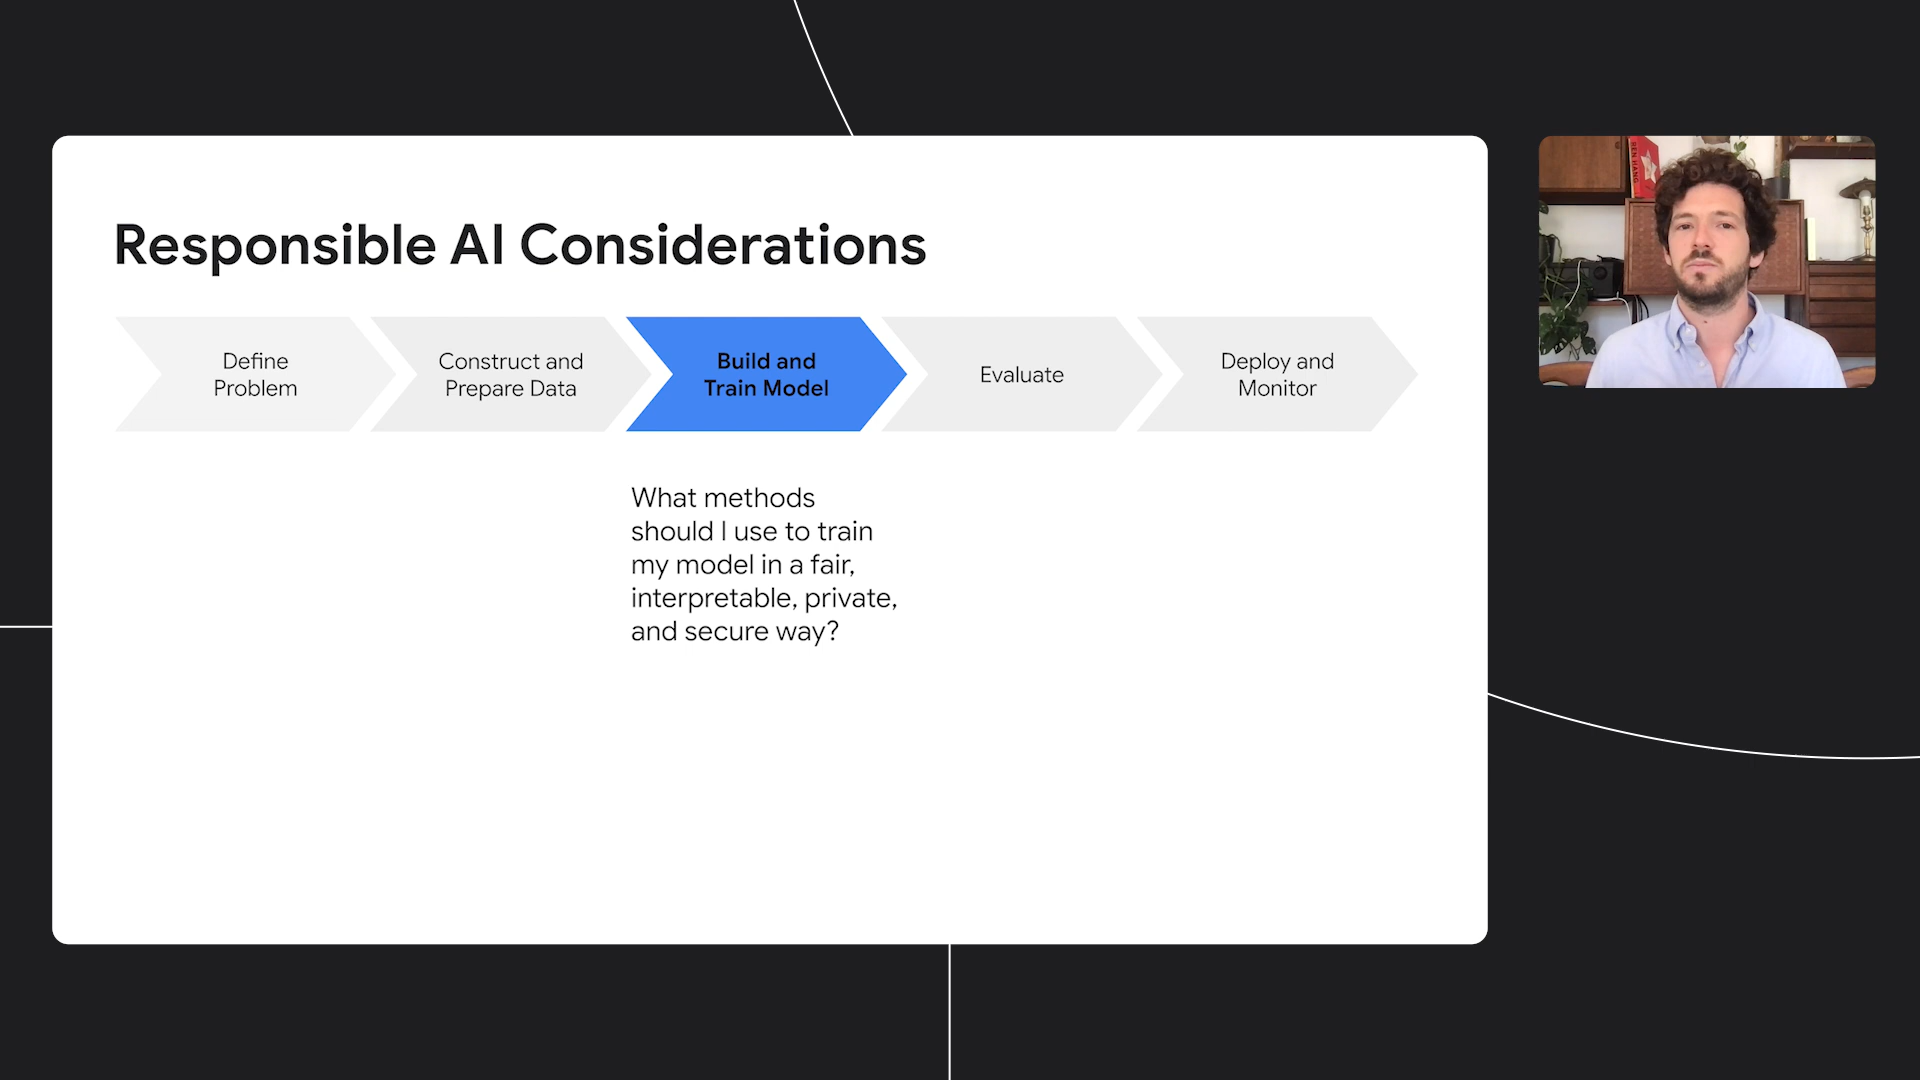 Responsible AI Considerations
Define
Problem
Construct and
Prepare Data
Build and
Train Model
Evaluate
Deploy and
Monitor
What methods
should I use to train
my model in a fair,
interpretable, private,
and secure way?